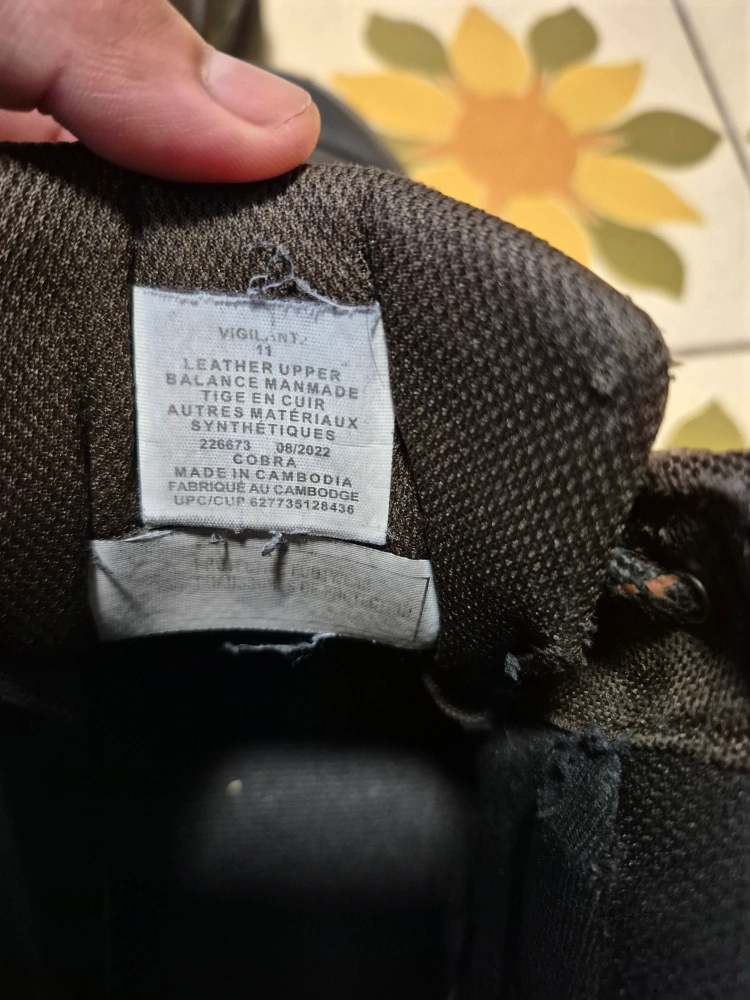 VIGILANT
11
LEATHER UPPER
BALANCE MANMADE
TIGE EN CUIR
AUTRES MATÉRIAUX
SYNTHÉTIQUES
226673 08/2022
COBRA
MADE IN CAMBODIA
FABRIQUÉ AU CAMBODGE
UPC/CUP 627735128436